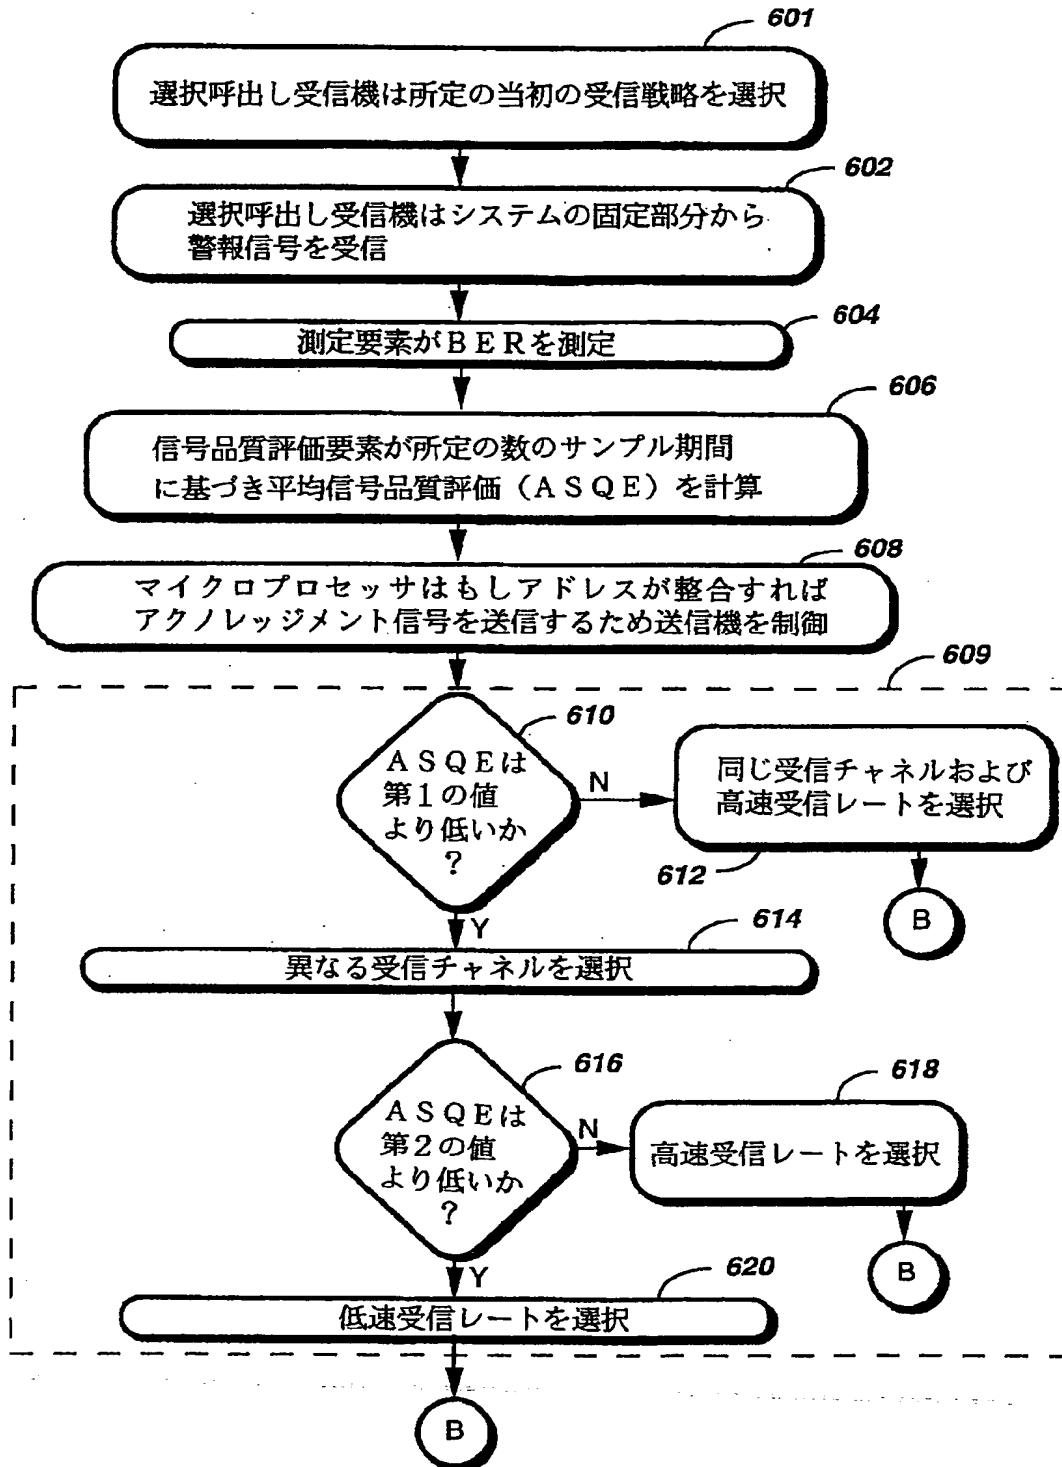 601
選択呼出し受信機は所定の当初の受信戦略を選択
602
選択呼出し受信機はシステムの固定部分から
警報信号を受信
604
測定要素がＢＥＲを測定
606
信号品質評価要素が所定の数のサンプル期間
に基づき平均信号品質評価（ＡＳＱＥ）を計算
608
マイクロプロセッサはもしアドレスが整合すれば
アクノレッジメント信号を送信するため送信機を制御
609
610
ＡＳＱＥは
第1の値
より低いか
？
N
同じ受信チャネルおよび
高速受信レートを選択
612
B
Y
614
異なる受信チャネルを選択
616
ＡＳＱＥは
第2の値
より低いか
？
N
618
高速受信レートを選択
B
Y
620
低速受信レートを選択
B